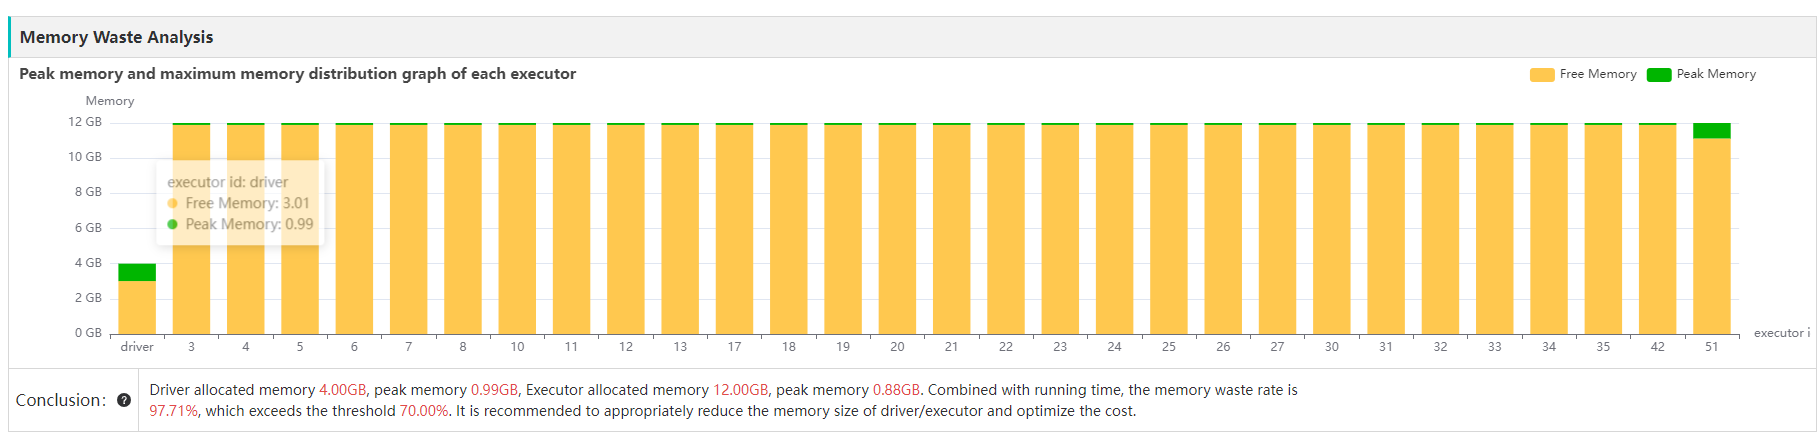 Memory Waste Analysis
Peak memory and maximum memory distribution graph of each executor
Free Memory Peak Memory
Memory
12 GB
10 GB
8 GB
6 GB
4 GB
2 GB
0 GB
executor id: driver
Free Memory: 3.01
Peak Memory: 0.99
driver 3 4 5 6 7 8 10 11 12 13 17 18 19 20 21 22 23 24 25 26 27 30 31 32 33 34 35 42 51
executor i
Conclusion: ?
Driver allocated memory 4.00GB, peak memory 0.99GB, Executor allocated memory 12.00GB, peak memory 0.88GB. Combined with running time, the memory waste rate is
97.71%, which exceeds the threshold 70.00%. It is recommended to appropriately reduce the memory size of driver/executor and optimize the cost.